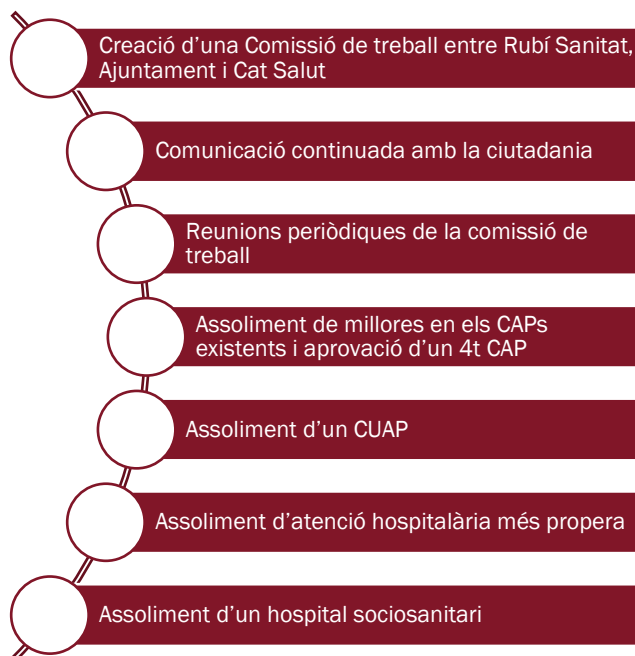 Creació d’una Comissió de treball entre Rubí Sanitat,
Ajuntament i Cat Salut
Comunicació continuada amb la ciutadania
Reunions periòdiques de la comissió de
treball
Assoliment de millores en els CAPs
existents i aprovació d’un 4t CAP
Assoliment d’un CUAP
Assoliment d’atenció hospitalària més propera
Assoliment d’un hospital sociosanitari